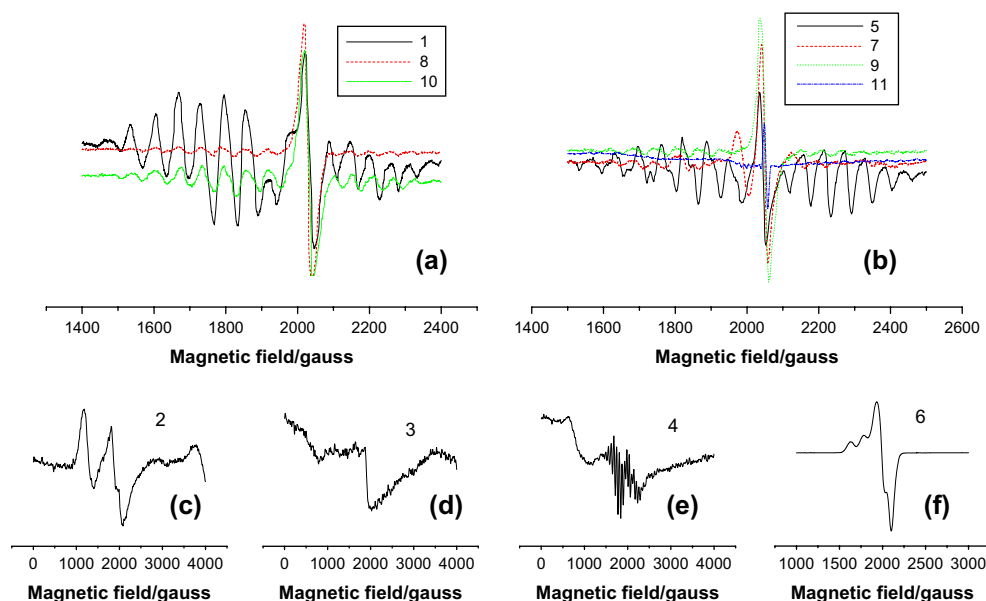 1
8
10
(a)
1400 1600 1800 2000 2200 2400
Magnetic field/gauss
5
7
9
11
(b)
1400 1600 1800 2000 2200 2400 2600
Magnetic field/gauss
2
(c)
0 1000 2000 3000 4000
Magnetic field/gauss
3
(d)
0 1000 2000 3000 4000
Magnetic field/gauss
4
(e)
0 1000 2000 3000 4000
Magnetic field/gauss
6
(f)
1000 1500 2000 2500 3000
Magnetic field/gauss